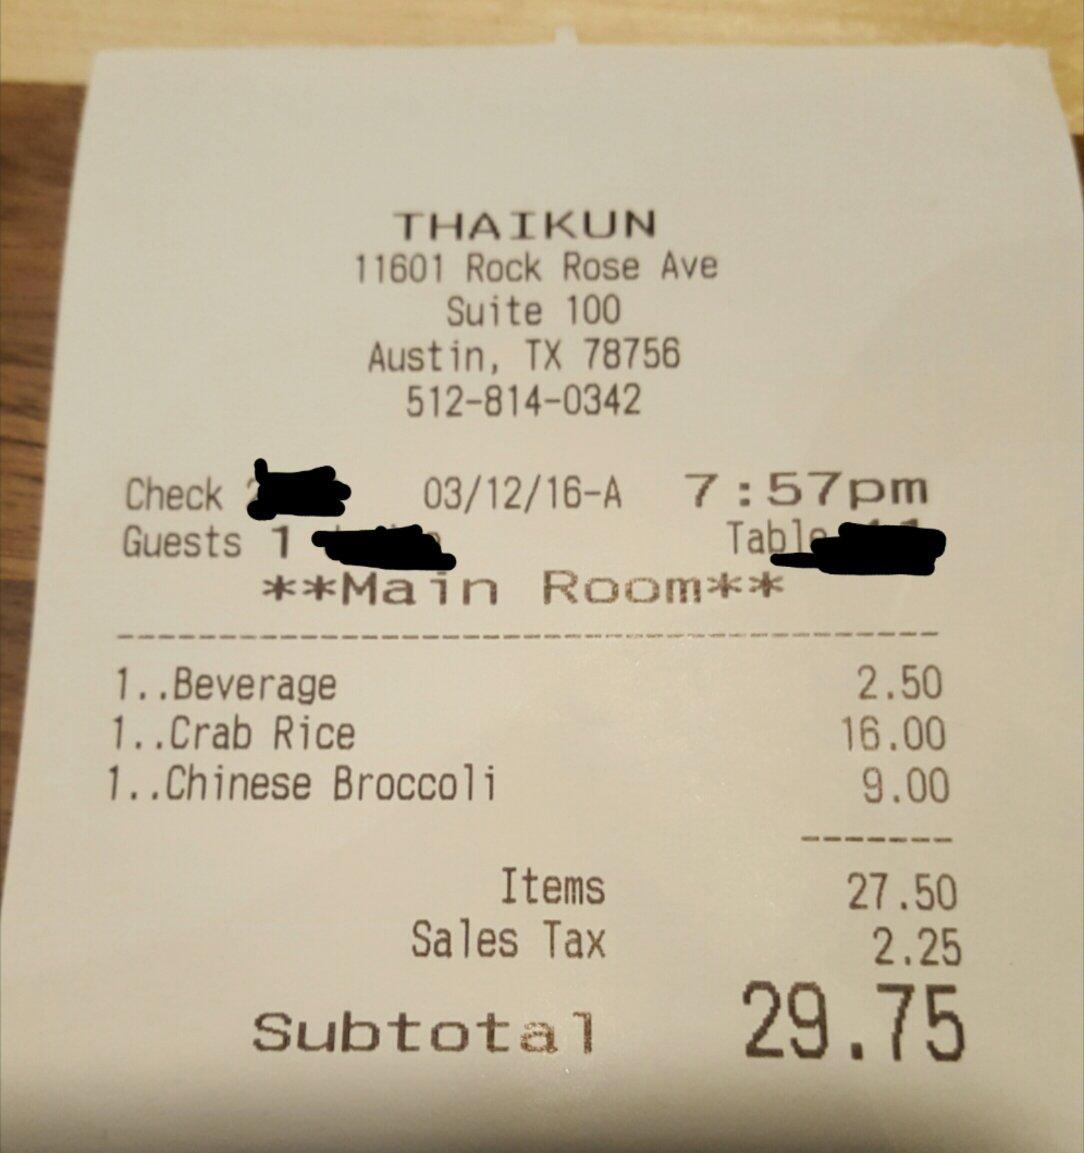 THAIKUN
11601 Rock Rose Ave
Suite 100
Austin, TX 78756
512-814-0342
Check 03/12/16-A 7:57pm
Guests 1 Table
**Main Room**
1..Beverage 2.50
1..Crab Rice 16.00
1..Chinese Broccoli 9.00
Items 27.50
Sales Tax 2.25
Subtotal 29.75